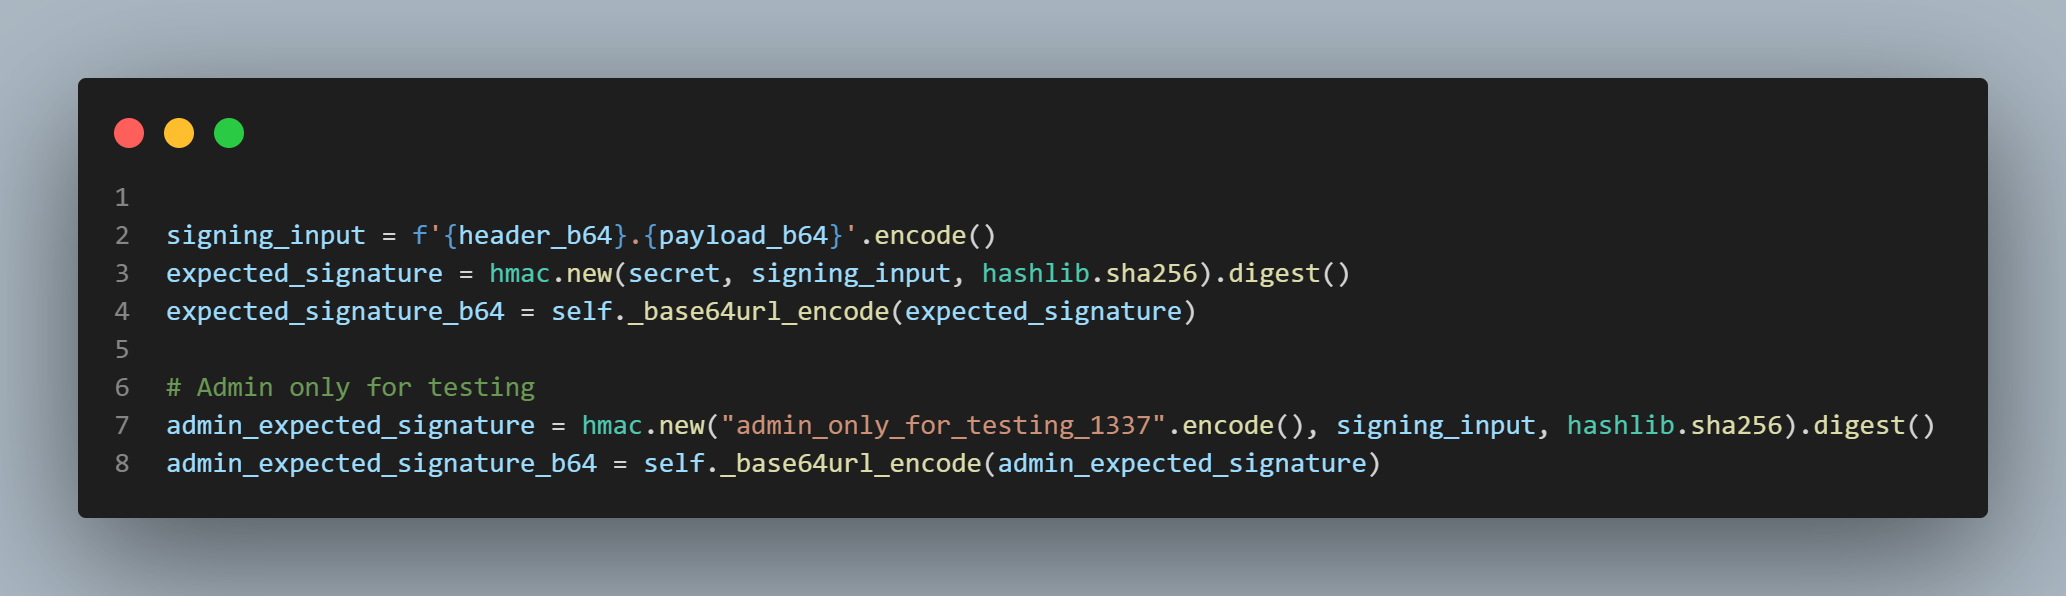 1
2 signing_input = f'{header_b64}.{payload_b64}'.encode()
3 expected_signature = hmac.new(secret, signing_input, hashlib.sha256).digest()
4 expected_signature_b64 = self._base64url_encode(expected_signature)
5
6 # Admin only for testing
7 admin_expected_signature = hmac.new("admin_only_for_testing_1337".encode(), signing_input, hashlib.sha256).digest()
8 admin_expected_signature_b64 = self._base64url_encode(admin_expected_signature)